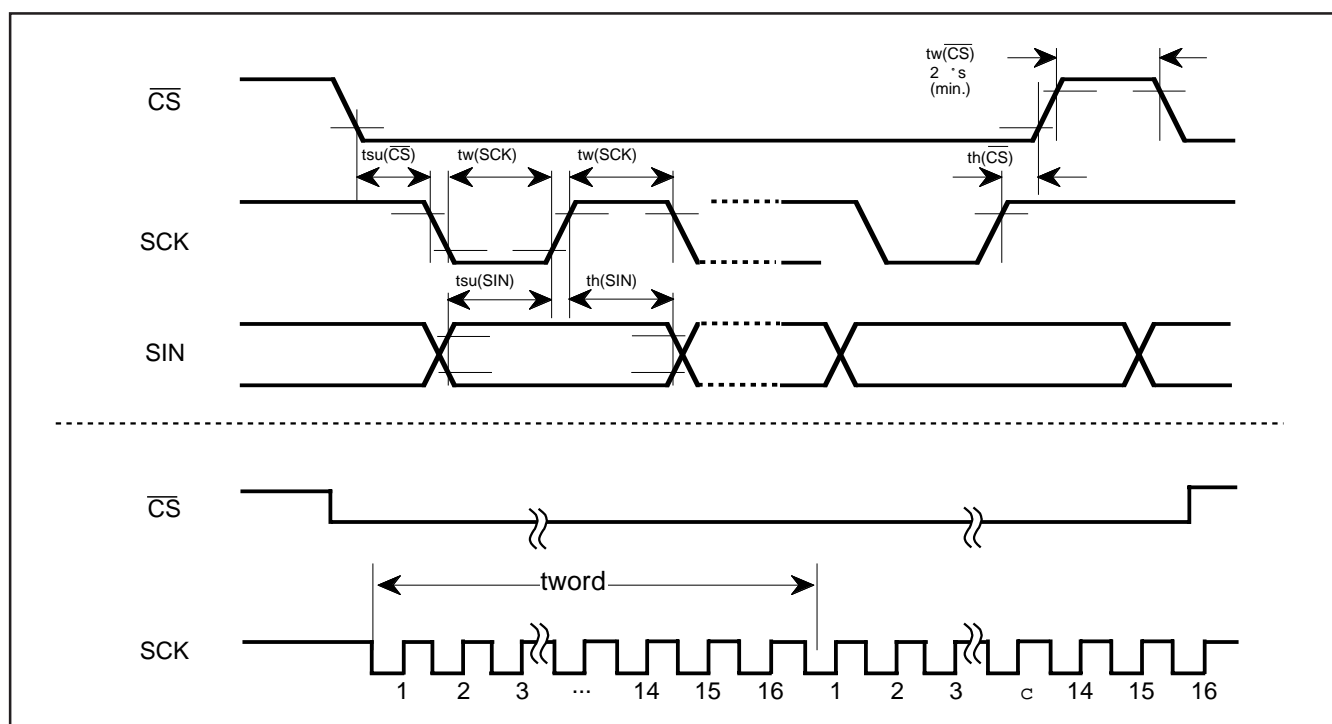 tw(CS)
2 ˚s
(min.)
CS
tsu(CS)
tw(SCK)
tw(SCK)
th(CS)
SCK
tsu(SIN)
th(SIN)
SIN
CS
tword
SCK
1 2 3 ... 14 15 16 1 2 3 c 14 15 16